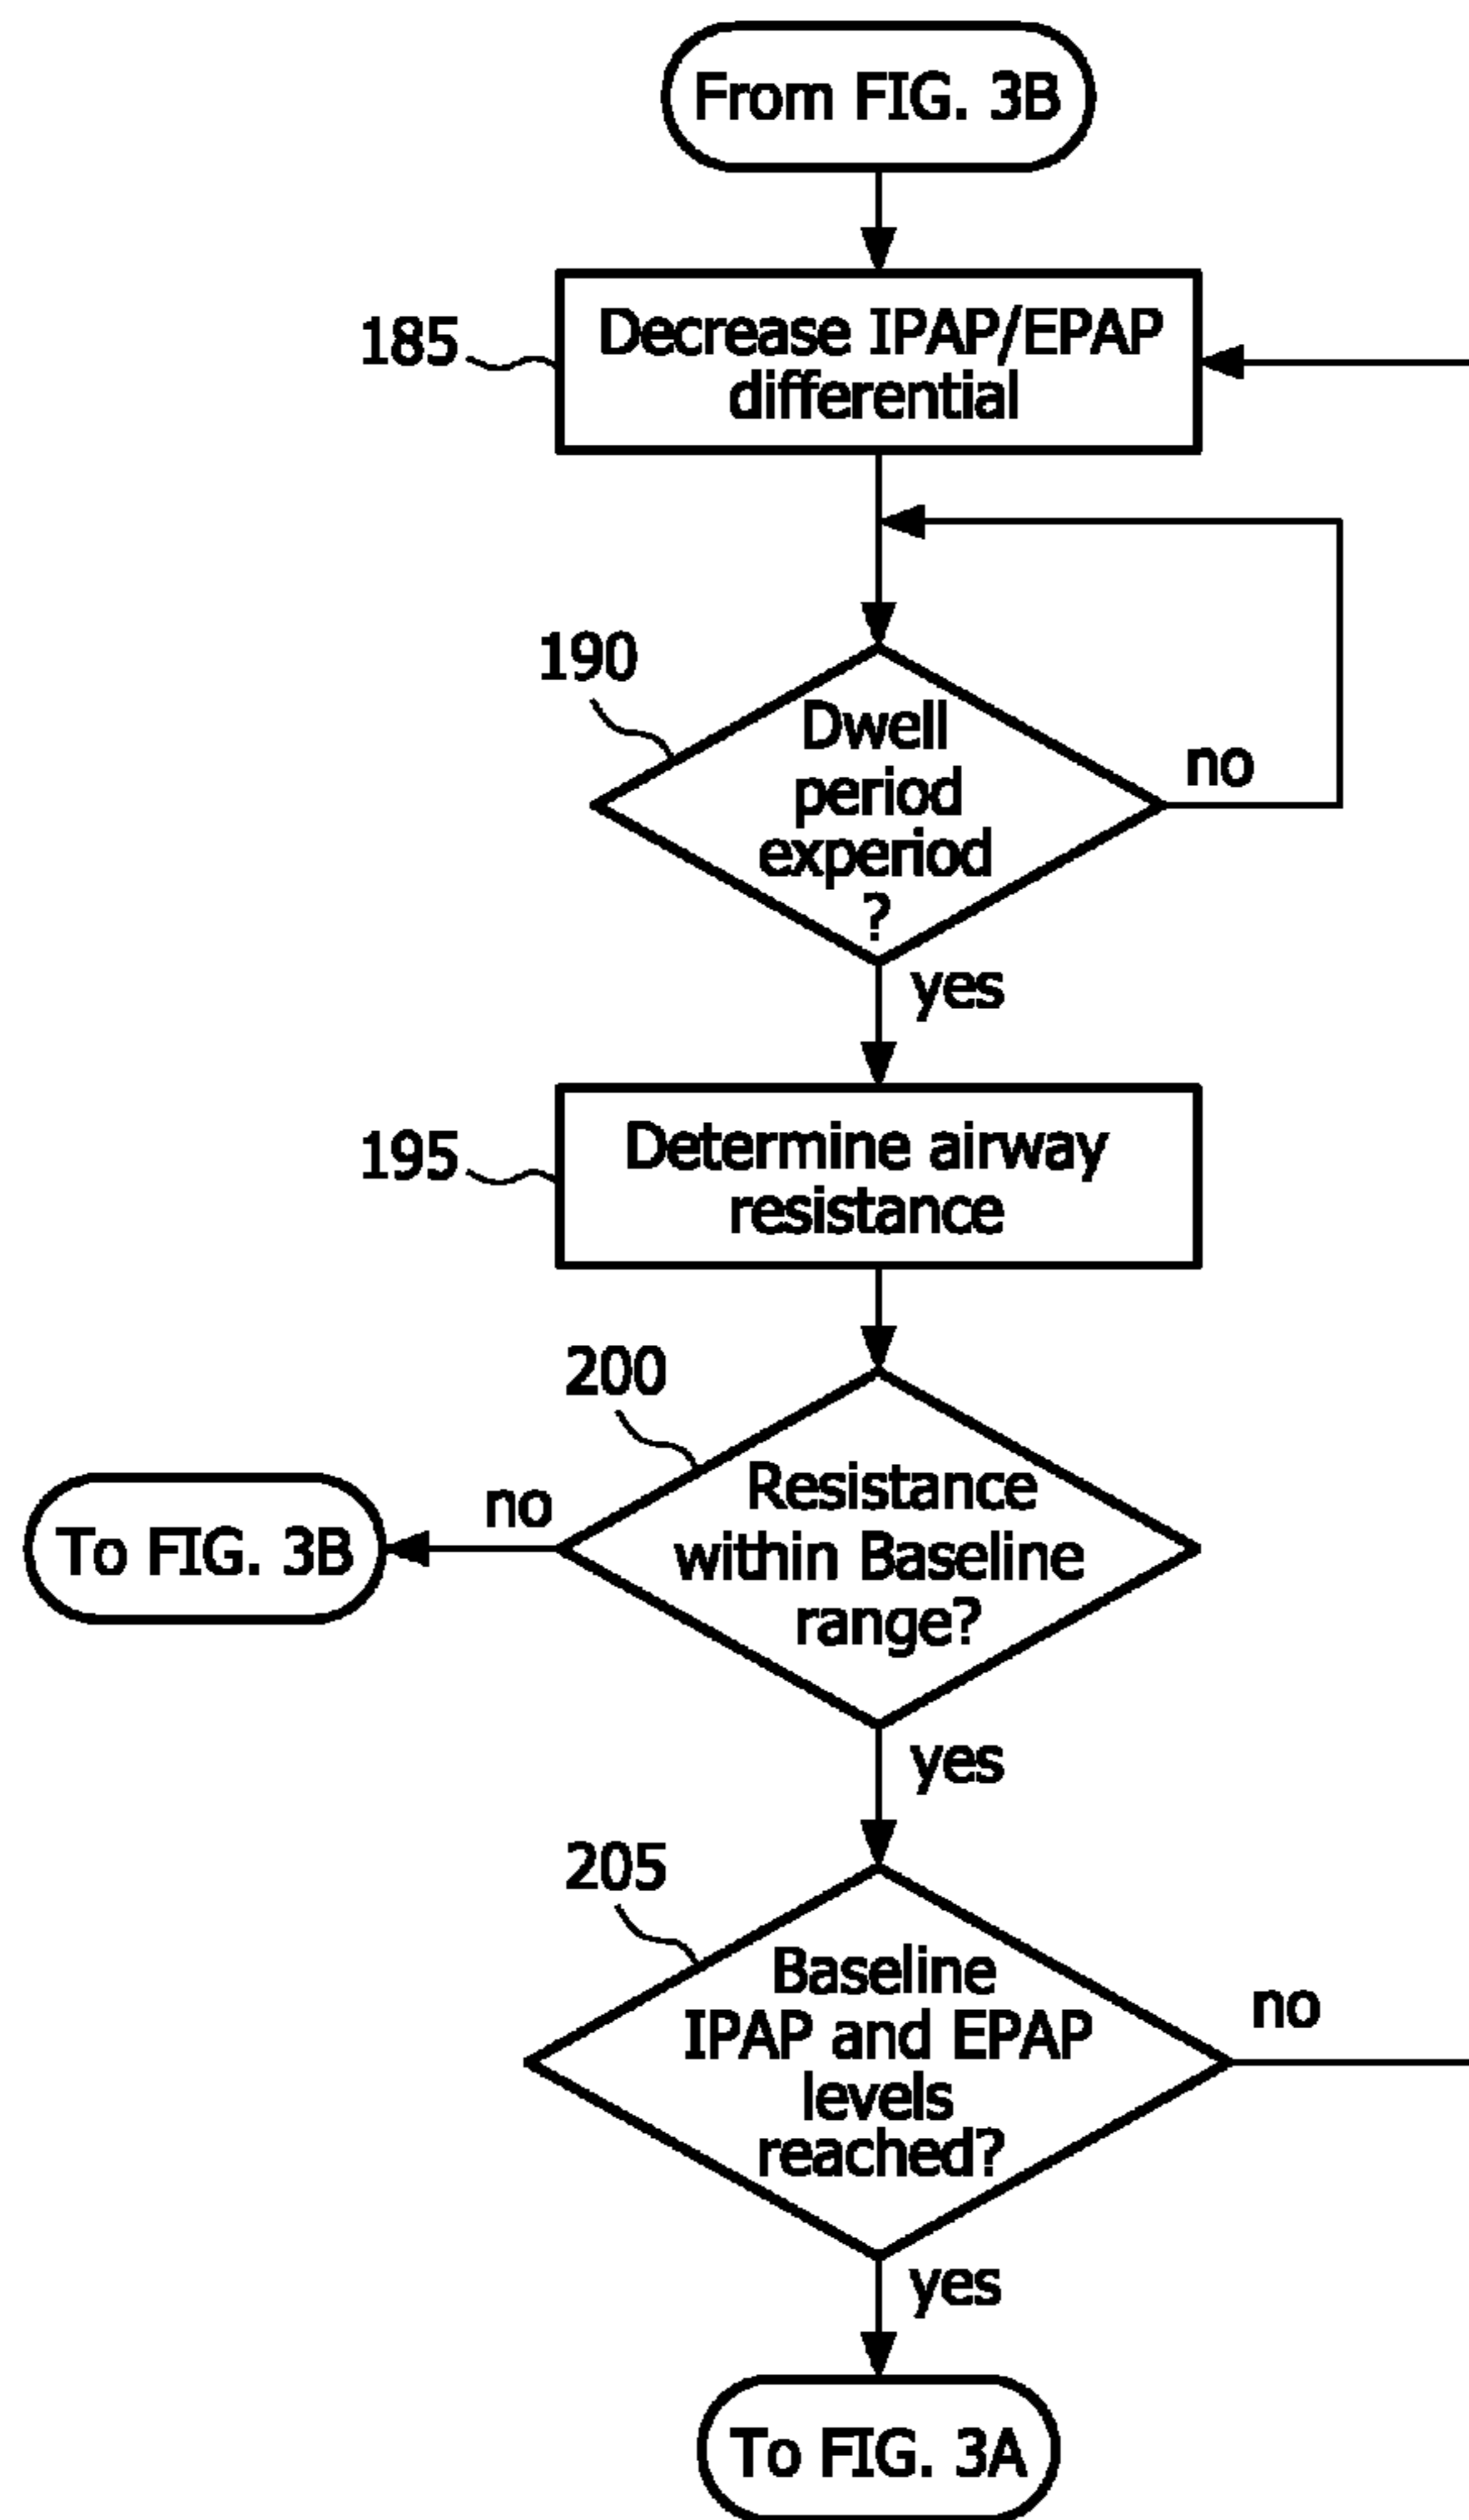 From FIG. 3B
185
Decrease IPAP/EPAP
differential
190
Dwell
period
experiod
?
no
yes
195
Determine airway
resistance
200
Resistance
within Baseline
range?
no
To FIG. 3B
yes
205
Baseline
IPAP and EPAP
levels
reached?
no
yes
To FIG. 3A